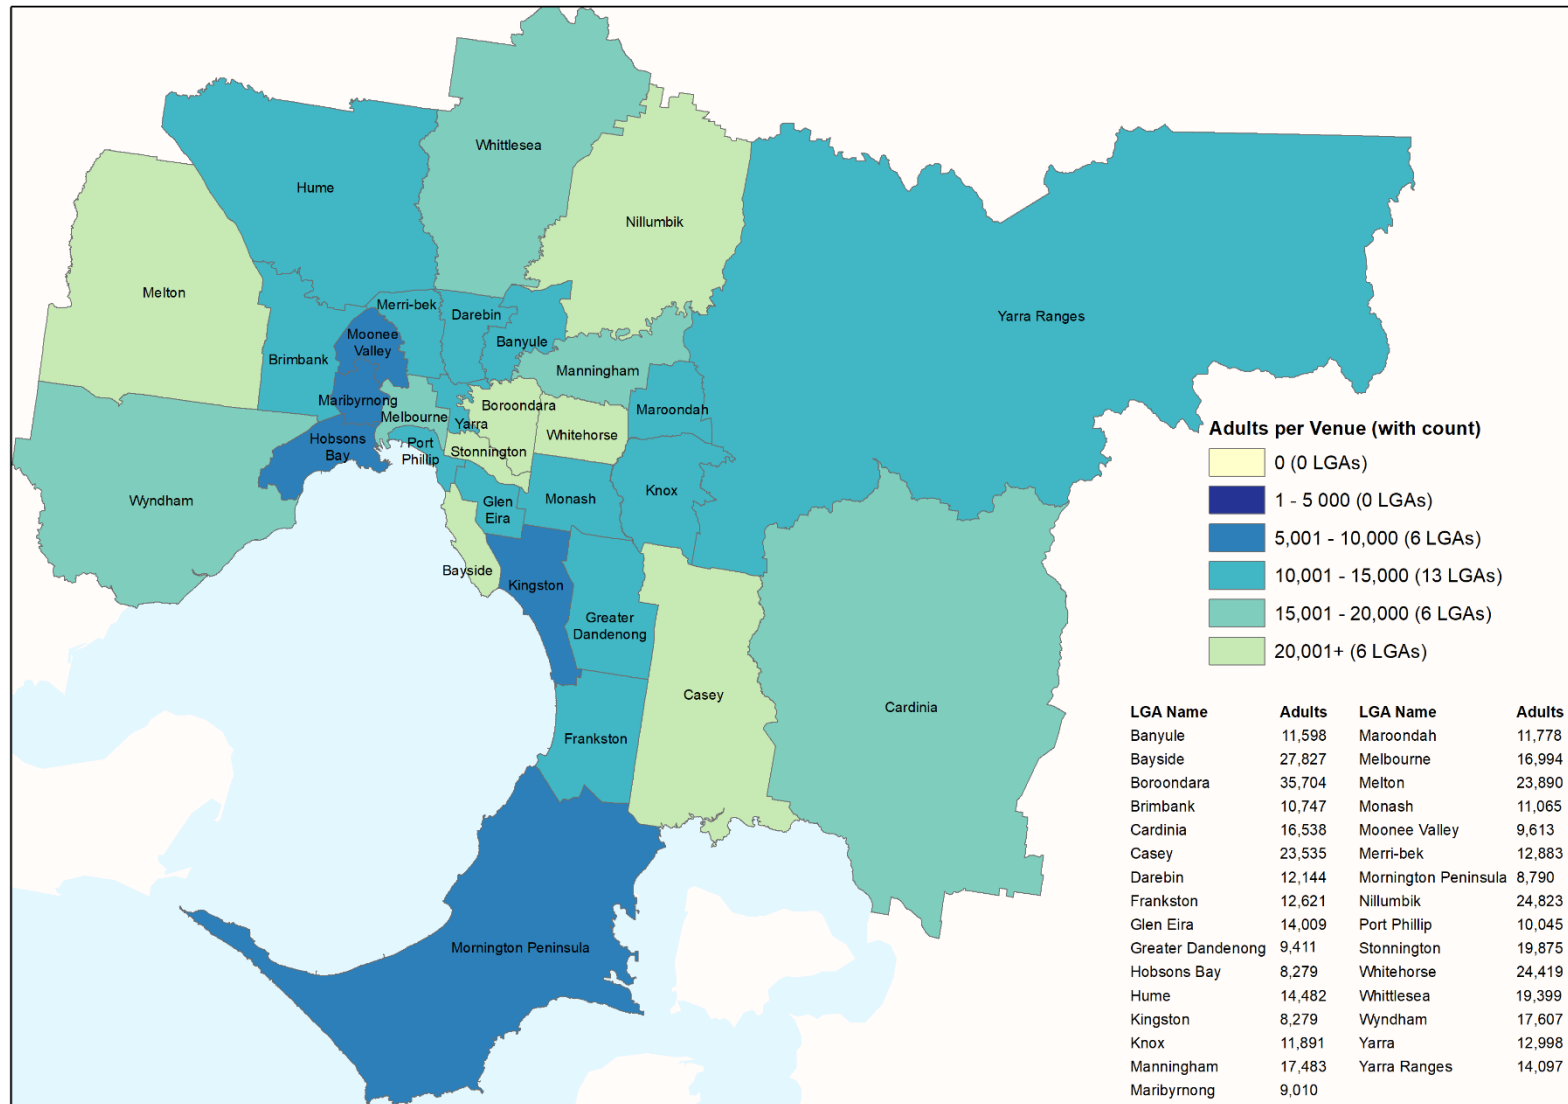 Whittlesea
Hume
Nillumbik
Melton
Merri-bek
Darebin
Yarra Ranges
Moonee
Valley
Banyule
Brimbank
Manningham
Maribyrnong
Boroondara
Maroondah
Melbourne
Yarra
Whitehorse
Hobsons
Bay
Port
Phillip
Stonnington
Wyndham
Glen
Eira
Monash
Knox
Bayside
Kingston
Greater
Dandenong
Casey
Cardinia
Frankston
Mornington Peninsula
Adults per Venue (with count)
0 (0 LGAs)
1 - 5 000 (0 LGAs)
5,001 - 10,000 (6 LGAs)
10,001 - 15,000 (13 LGAs)
15,001 - 20,000 (6 LGAs)
20,001+ (6 LGAs)
LGA Name Adults LGA Name Adults
Banyule 11,598 Maroondah 11,778
Bayside 27,827 Melbourne 16,994
Boroondara 35,704 Melton 23,890
Brimbank 10,747 Monash 11,065
Cardinia 16,538 Moonee Valley 9,613
Casey 23,535 Merri-bek 12,883
Darebin 12,144 Mornington Peninsula 8,790
Frankston 12,621 Nillumbik 24,823
Glen Eira 14,009 Port Phillip 10,045
Greater Dandenong 9,411 Stonnington 19,875
Hobsons Bay 8,279 Whitehorse 24,419
Hume 14,482 Whittlesea 19,399
Kingston 8,279 Wyndham 17,607
Knox 11,891 Yarra 12,998
Manningham 17,483 Yarra Ranges 14,097
Maribyrnong 9,010